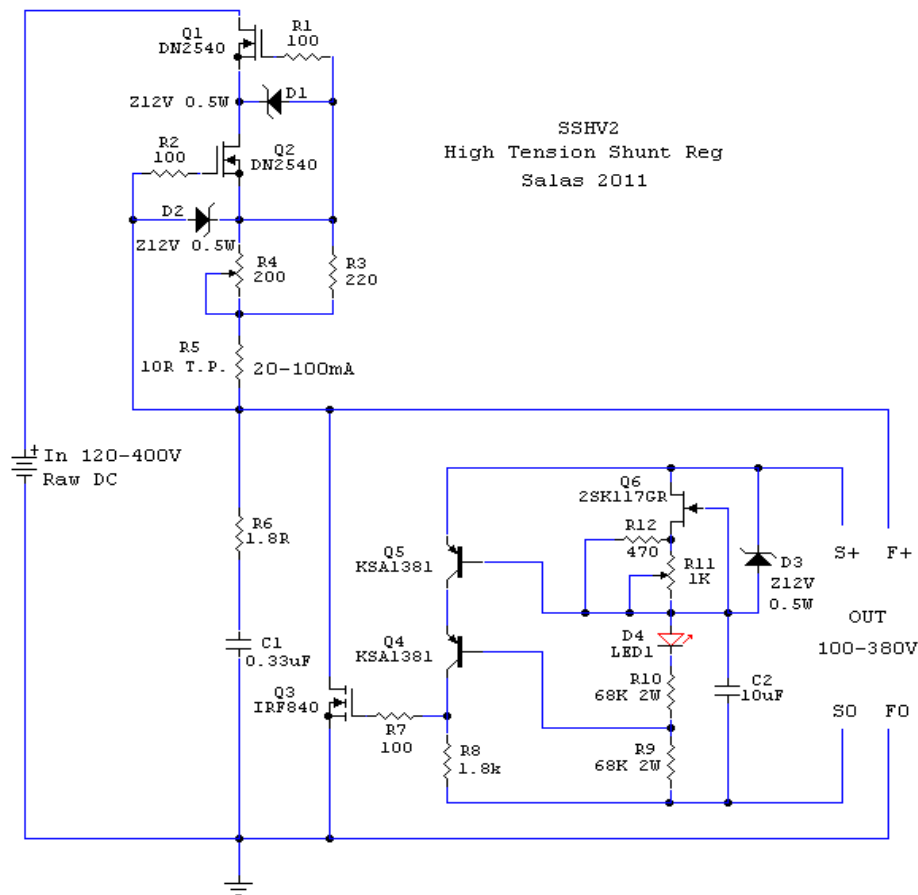 Q1
DN2540
R1
100
Z12V 0.5W
D1
R2
100
Q2
DN2540
SSHV2
High Tension Shunt Reg
Salas 2011
D2
Z12V 0.5W
R4
200
R3
220
R5
10R T.P.
20-100mA
+
In 120-400V
Raw DC
R6
1.8R
C1
0.33uF
Q3
IRF840
R7
100
Q5
KSA1381
Q4
KSA1381
R8
1.8k
Q6
2SK117GR
R12
470
R11
1K
D4
LED1
R10
68K 2W
R9
68K 2W
C2
10uF
D3
Z12V
0.5W
S+
F+
OUT
100-380V
SO
FO